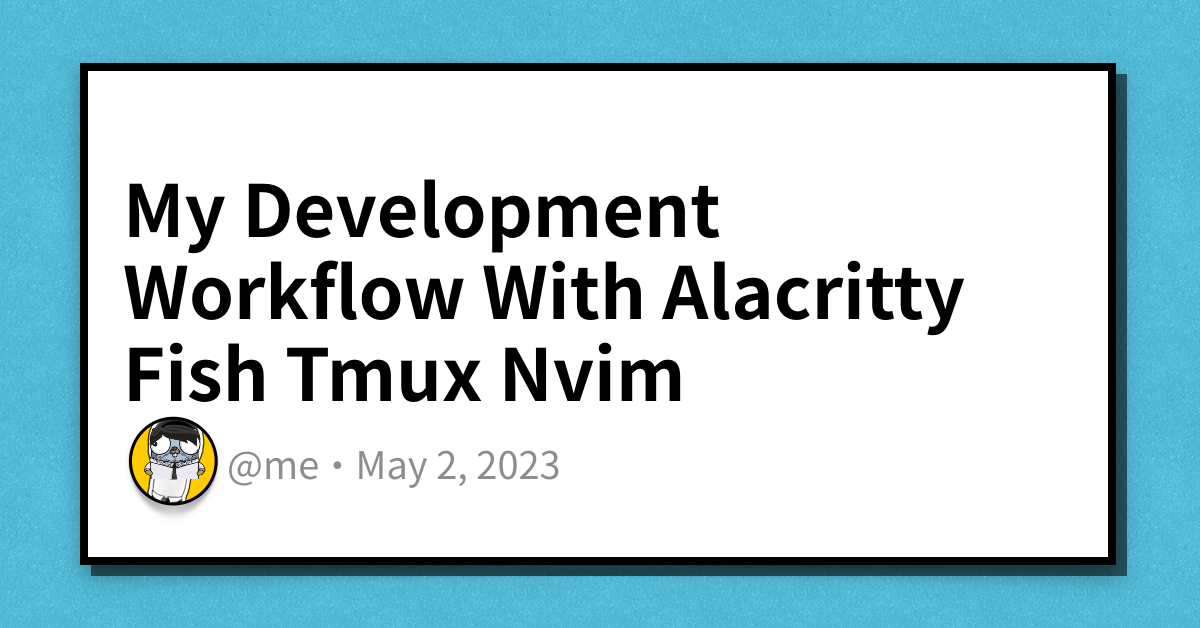 My Development
Workflow With Alacritty
Fish Tmux Nvim
@me・May 2, 2023